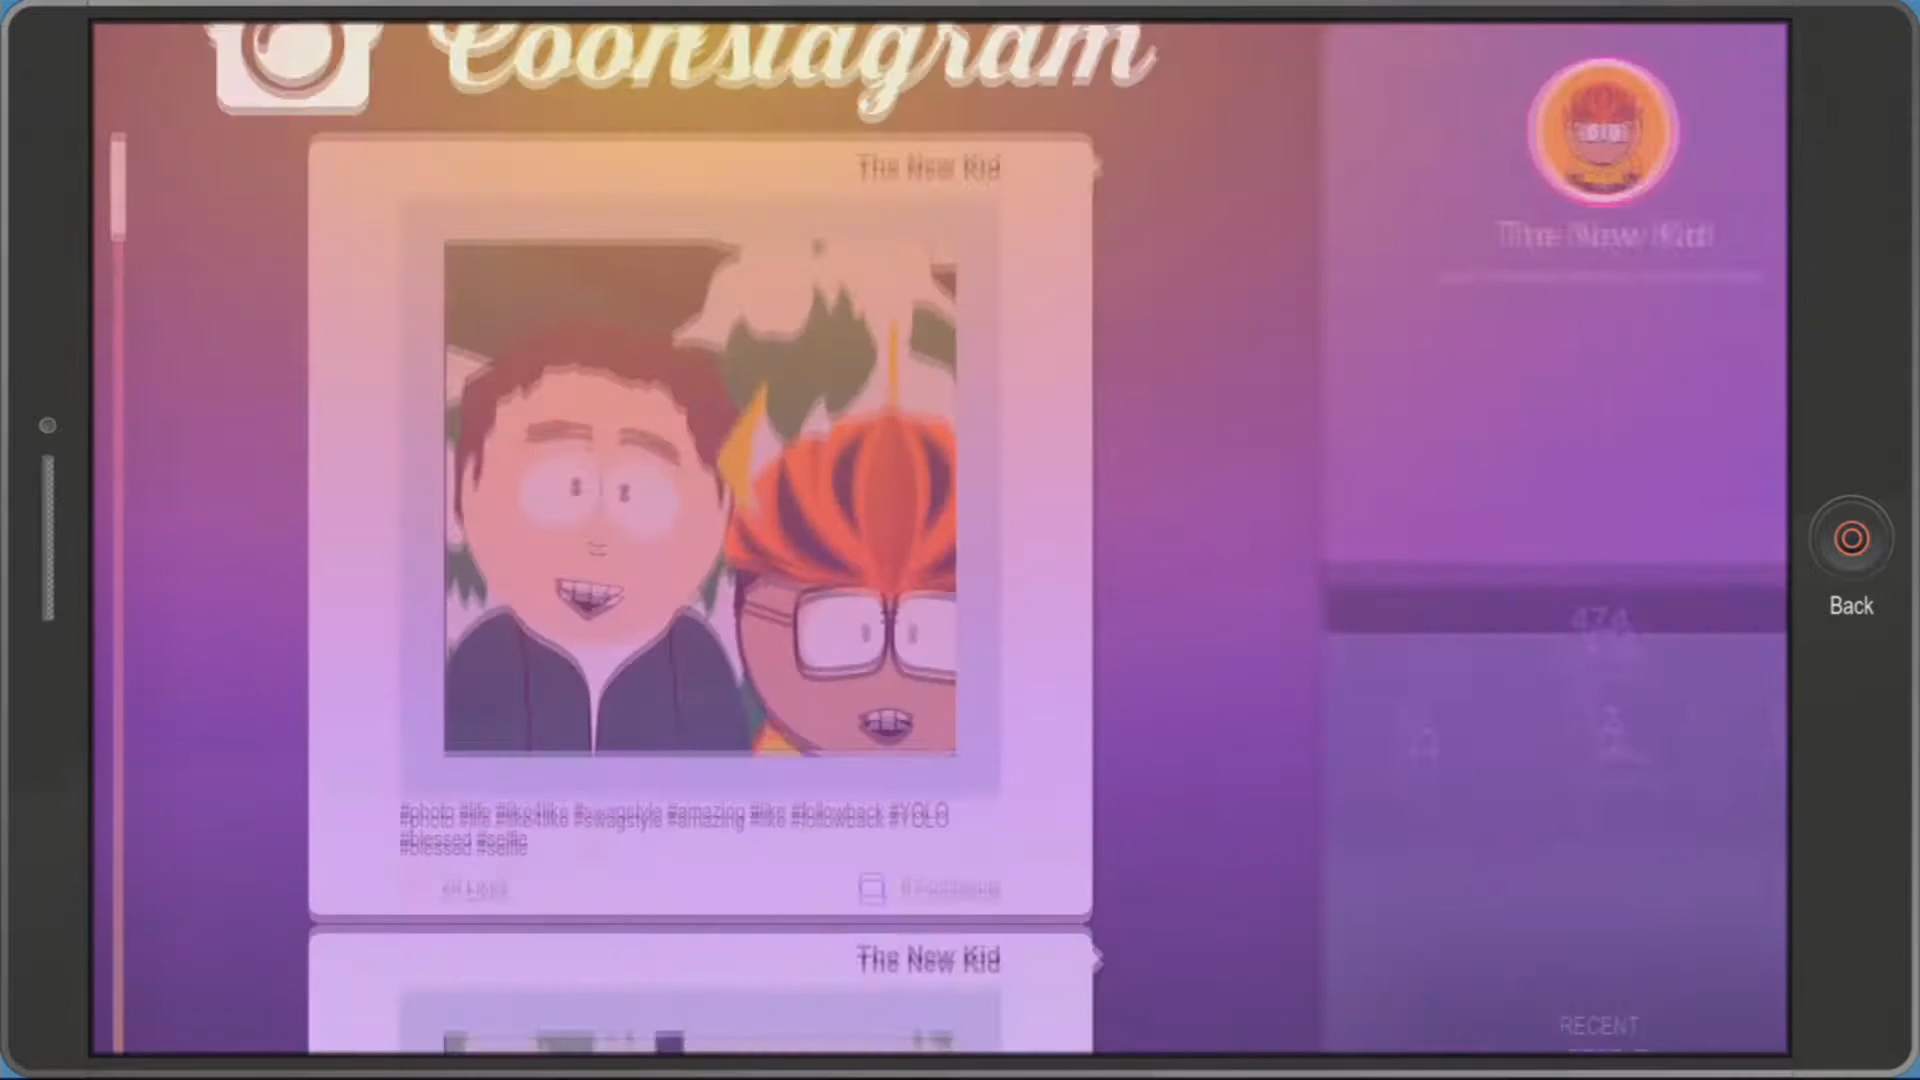 Coonstagram
The New Kid
The New Kid
#photo #life #like4like #swagstyle #amazing #like #followback #YOLO
#blessed #selfie
The New Kid
474
Back
RECENT